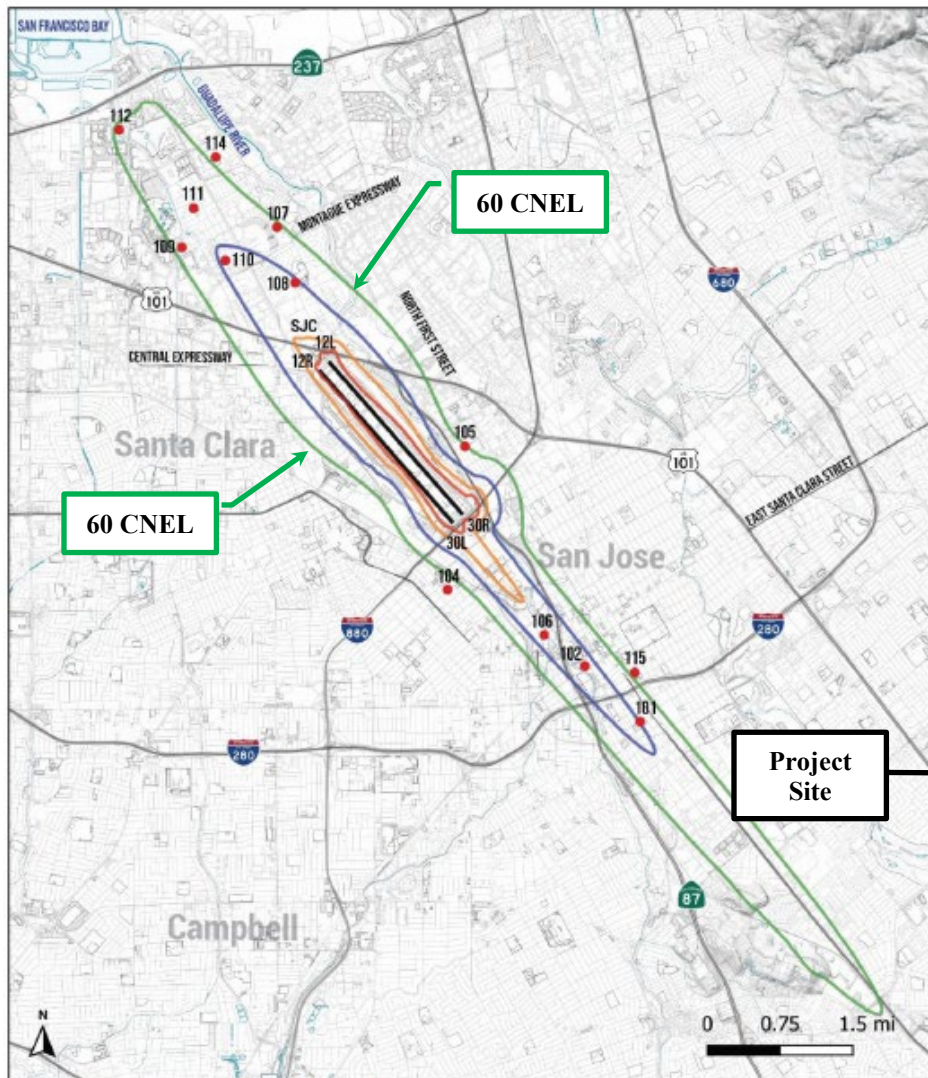 SAN FRANCISCO BAY
237
GUADALUPE RIVER
112
114
111
107
MONTAGUE EXPRESSWAY
60 CNEL
109
110
108
680
101
NORTH FIRST STREET
SJC
12L
12R
CENTRAL EXPRESSWAY
Santa Clara
105
101
EAST SANTA CLARA STREET
60 CNEL
30R
30L
San Jose
104
880
106
280
102
115
101
280
Project
Site
87
Campbell
N
0 0.75 1.5 mi